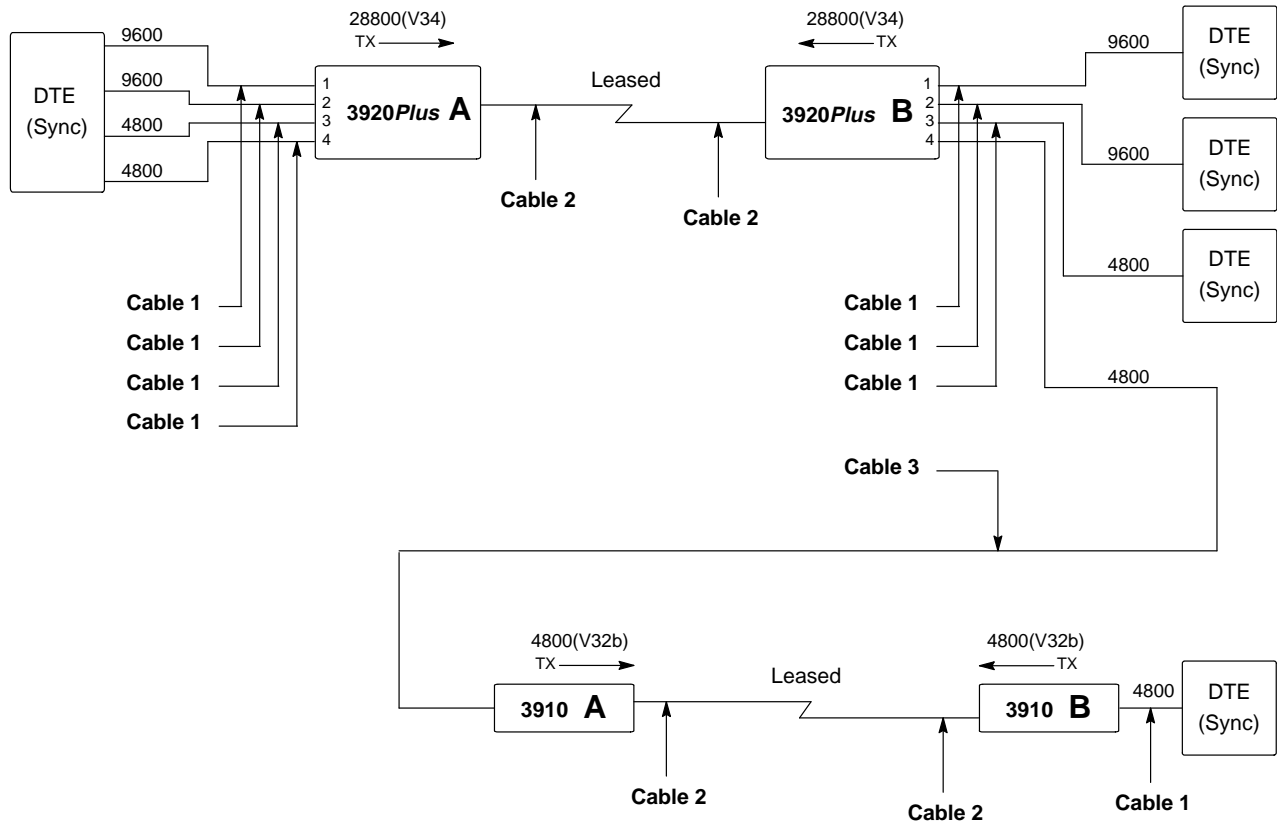 28800(V34)
TX
28800(V34)
TX
DTE
(Sync)
9600
9600
4800
4800
1
2
3
4
3920Plus A
Leased
3920Plus B
1
2
3
4
9600
DTE
(Sync)
9600
DTE
(Sync)
4800
DTE
(Sync)
4800
Cable 2
Cable 2
Cable 1
Cable 1
Cable 1
Cable 1
Cable 1
Cable 1
Cable 1
Cable 3
4800(V32b)
TX
4800(V32b)
TX
3910 A
Leased
3910 B
4800
DTE
(Sync)
Cable 2
Cable 2
Cable 1